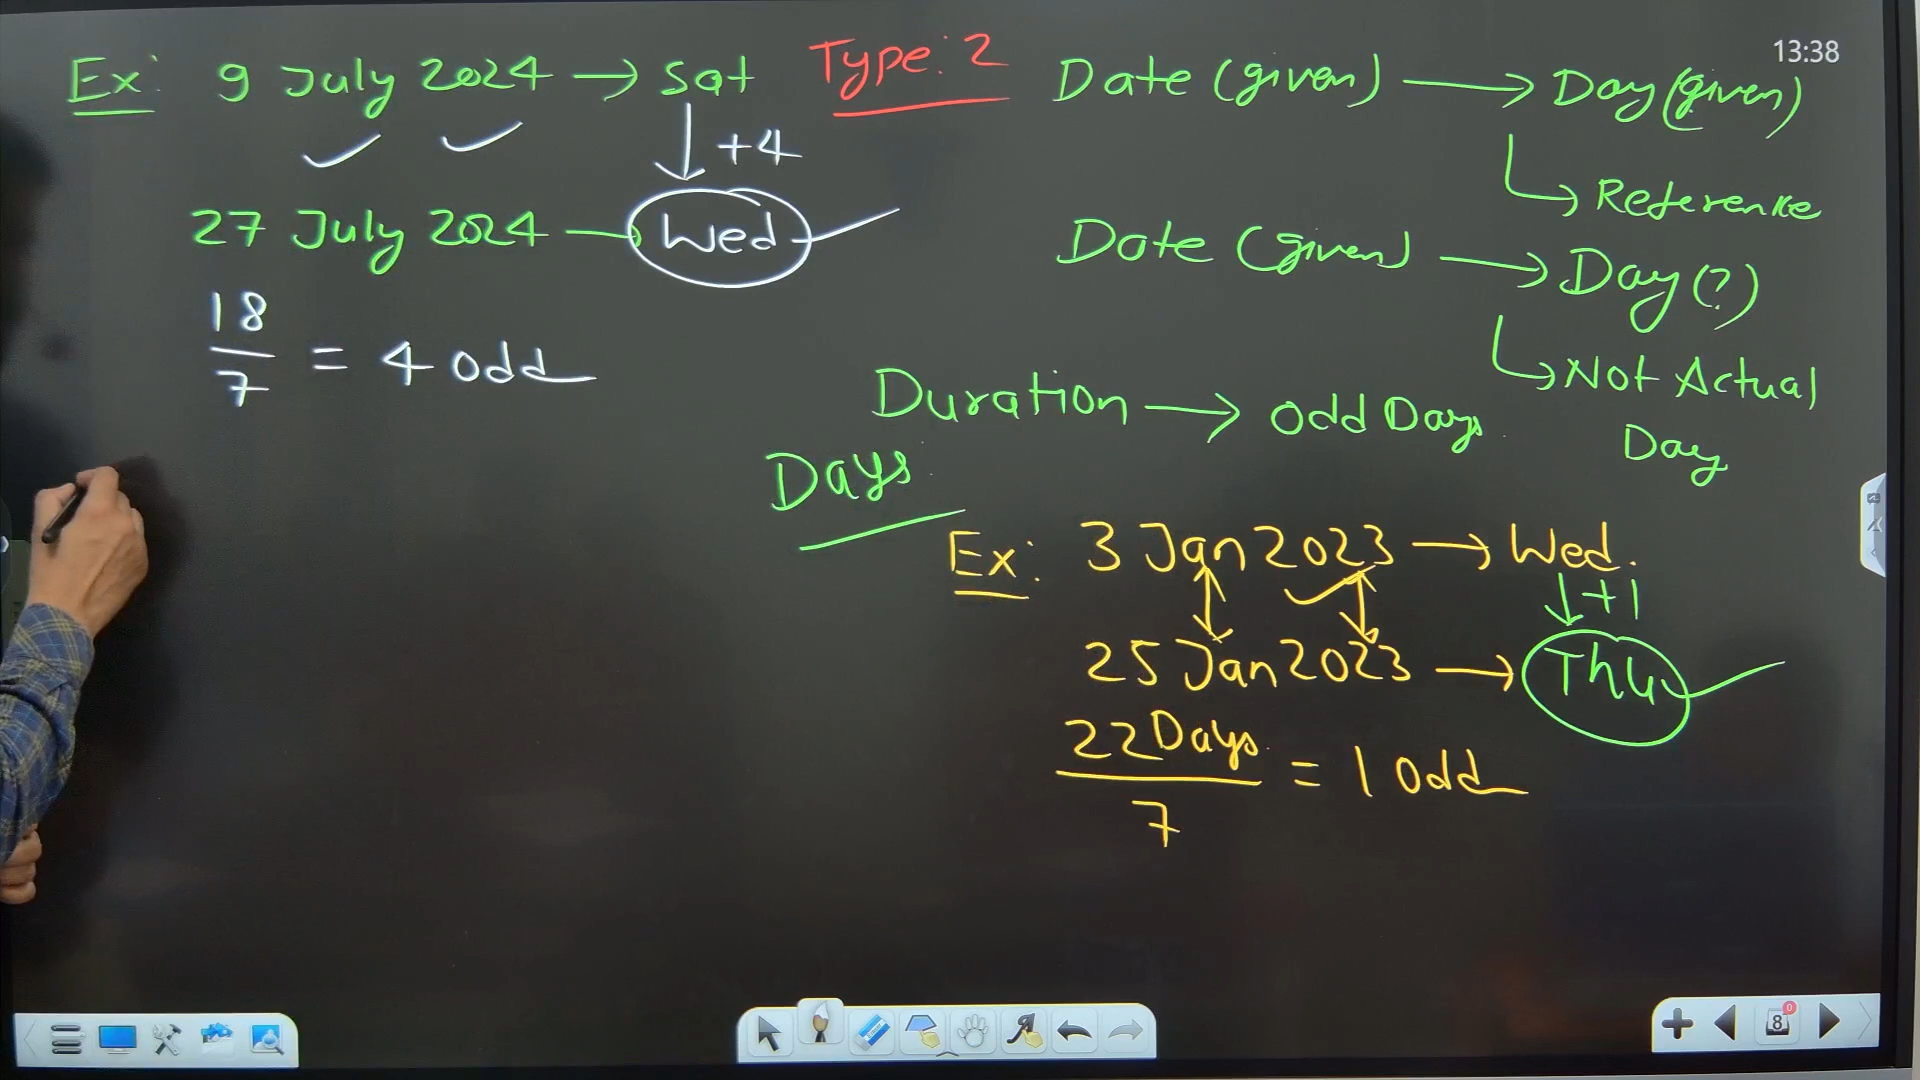 13:38
Type: 2
Ex: 9 July 2024 → Sat
+4
27 July 2024 → Wed
18
7
= 4 odd
Date (given) → Day (given)
→ Reference
Date (given) → Day (?)
→ Not Actual
Day
Duration → odd Days
Days
Ex: 3 Jan 2023 → Wed.
+1
25 Jan 2023 → Thu
22 Days
7
= 1 odd
8
0